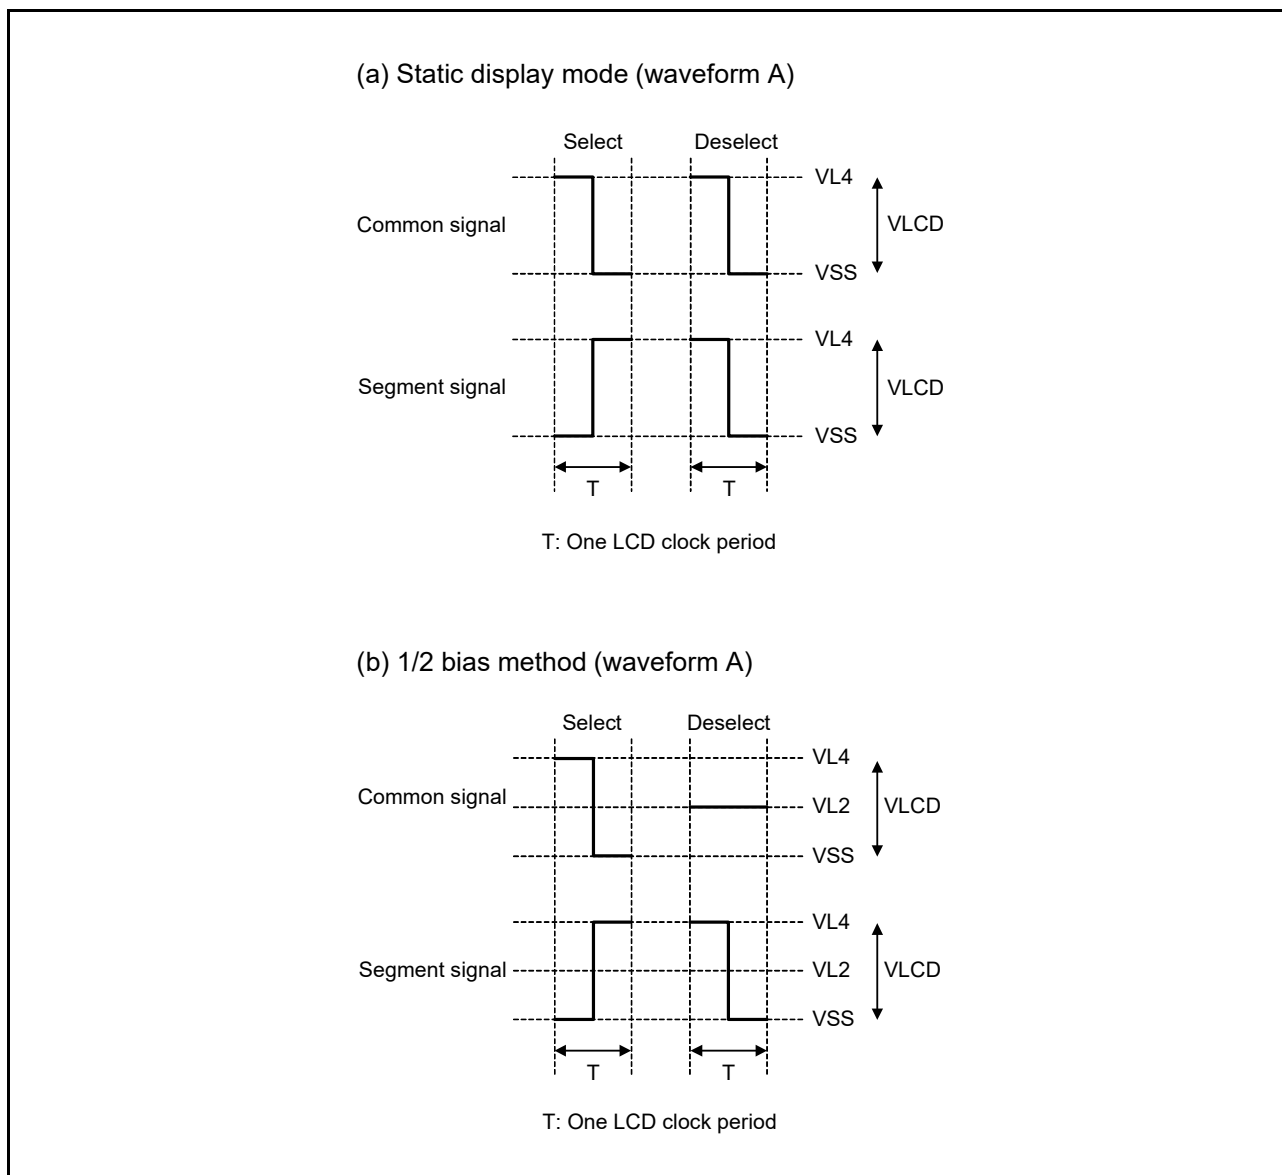 (a) Static display mode (waveform A)
Select Deselect
VL4
Common signal VLCD
VSS
VL4
Segment signal VLCD
VSS
T T
T: One LCD clock period
(b) 1/2 bias method (waveform A)
Select Deselect
VL4
Common signal VL2 VLCD
VSS
VL4
Segment signal VL2 VLCD
VSS
T T
T: One LCD clock period